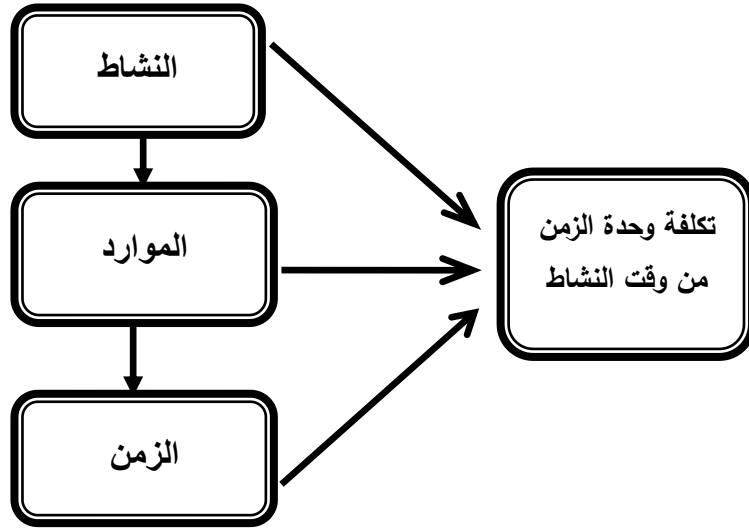 النشاط
الموارد
تكلفة وحدة الزمن
من وقت النشاط
الزمن